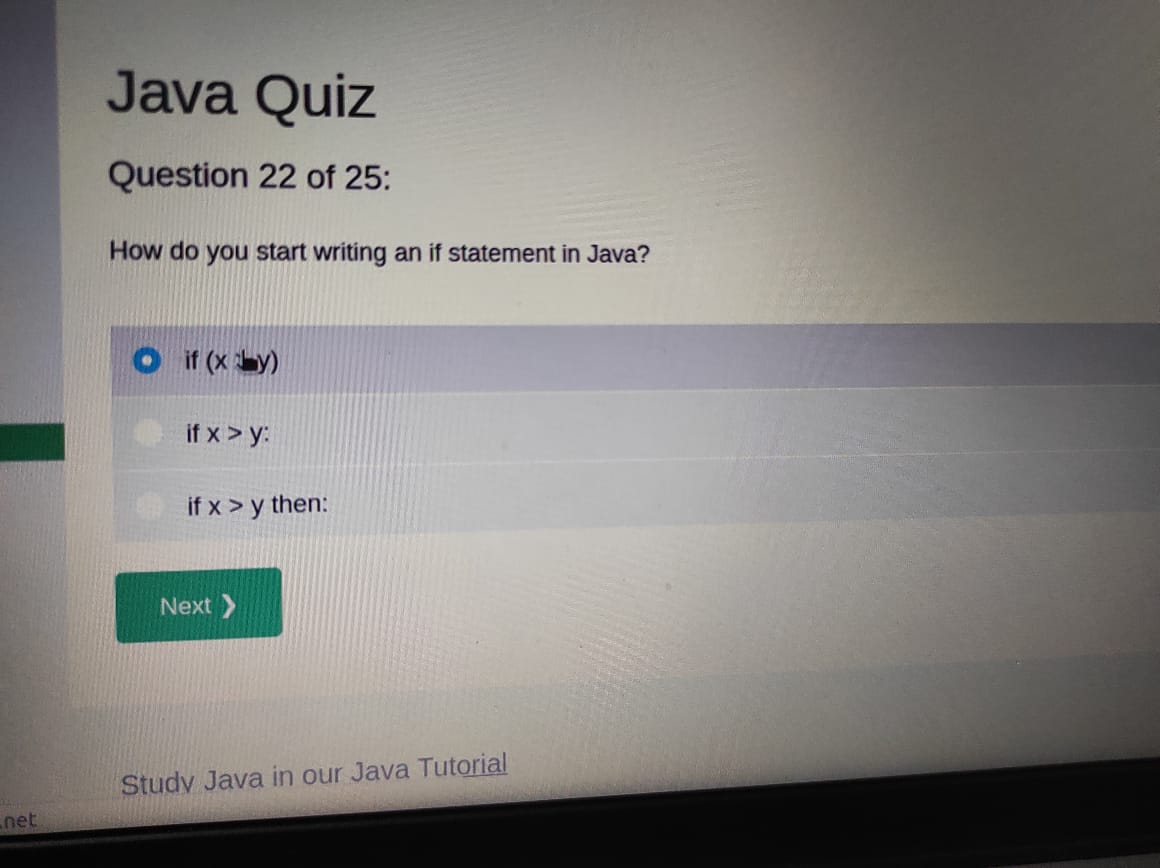 Java Quiz
Question 22 of 25:
How do you start writing an if statement in Java?
if (x y)
if x > y:
if x > y then:
Next ❯
Study Java in our Java Tutorial
.net